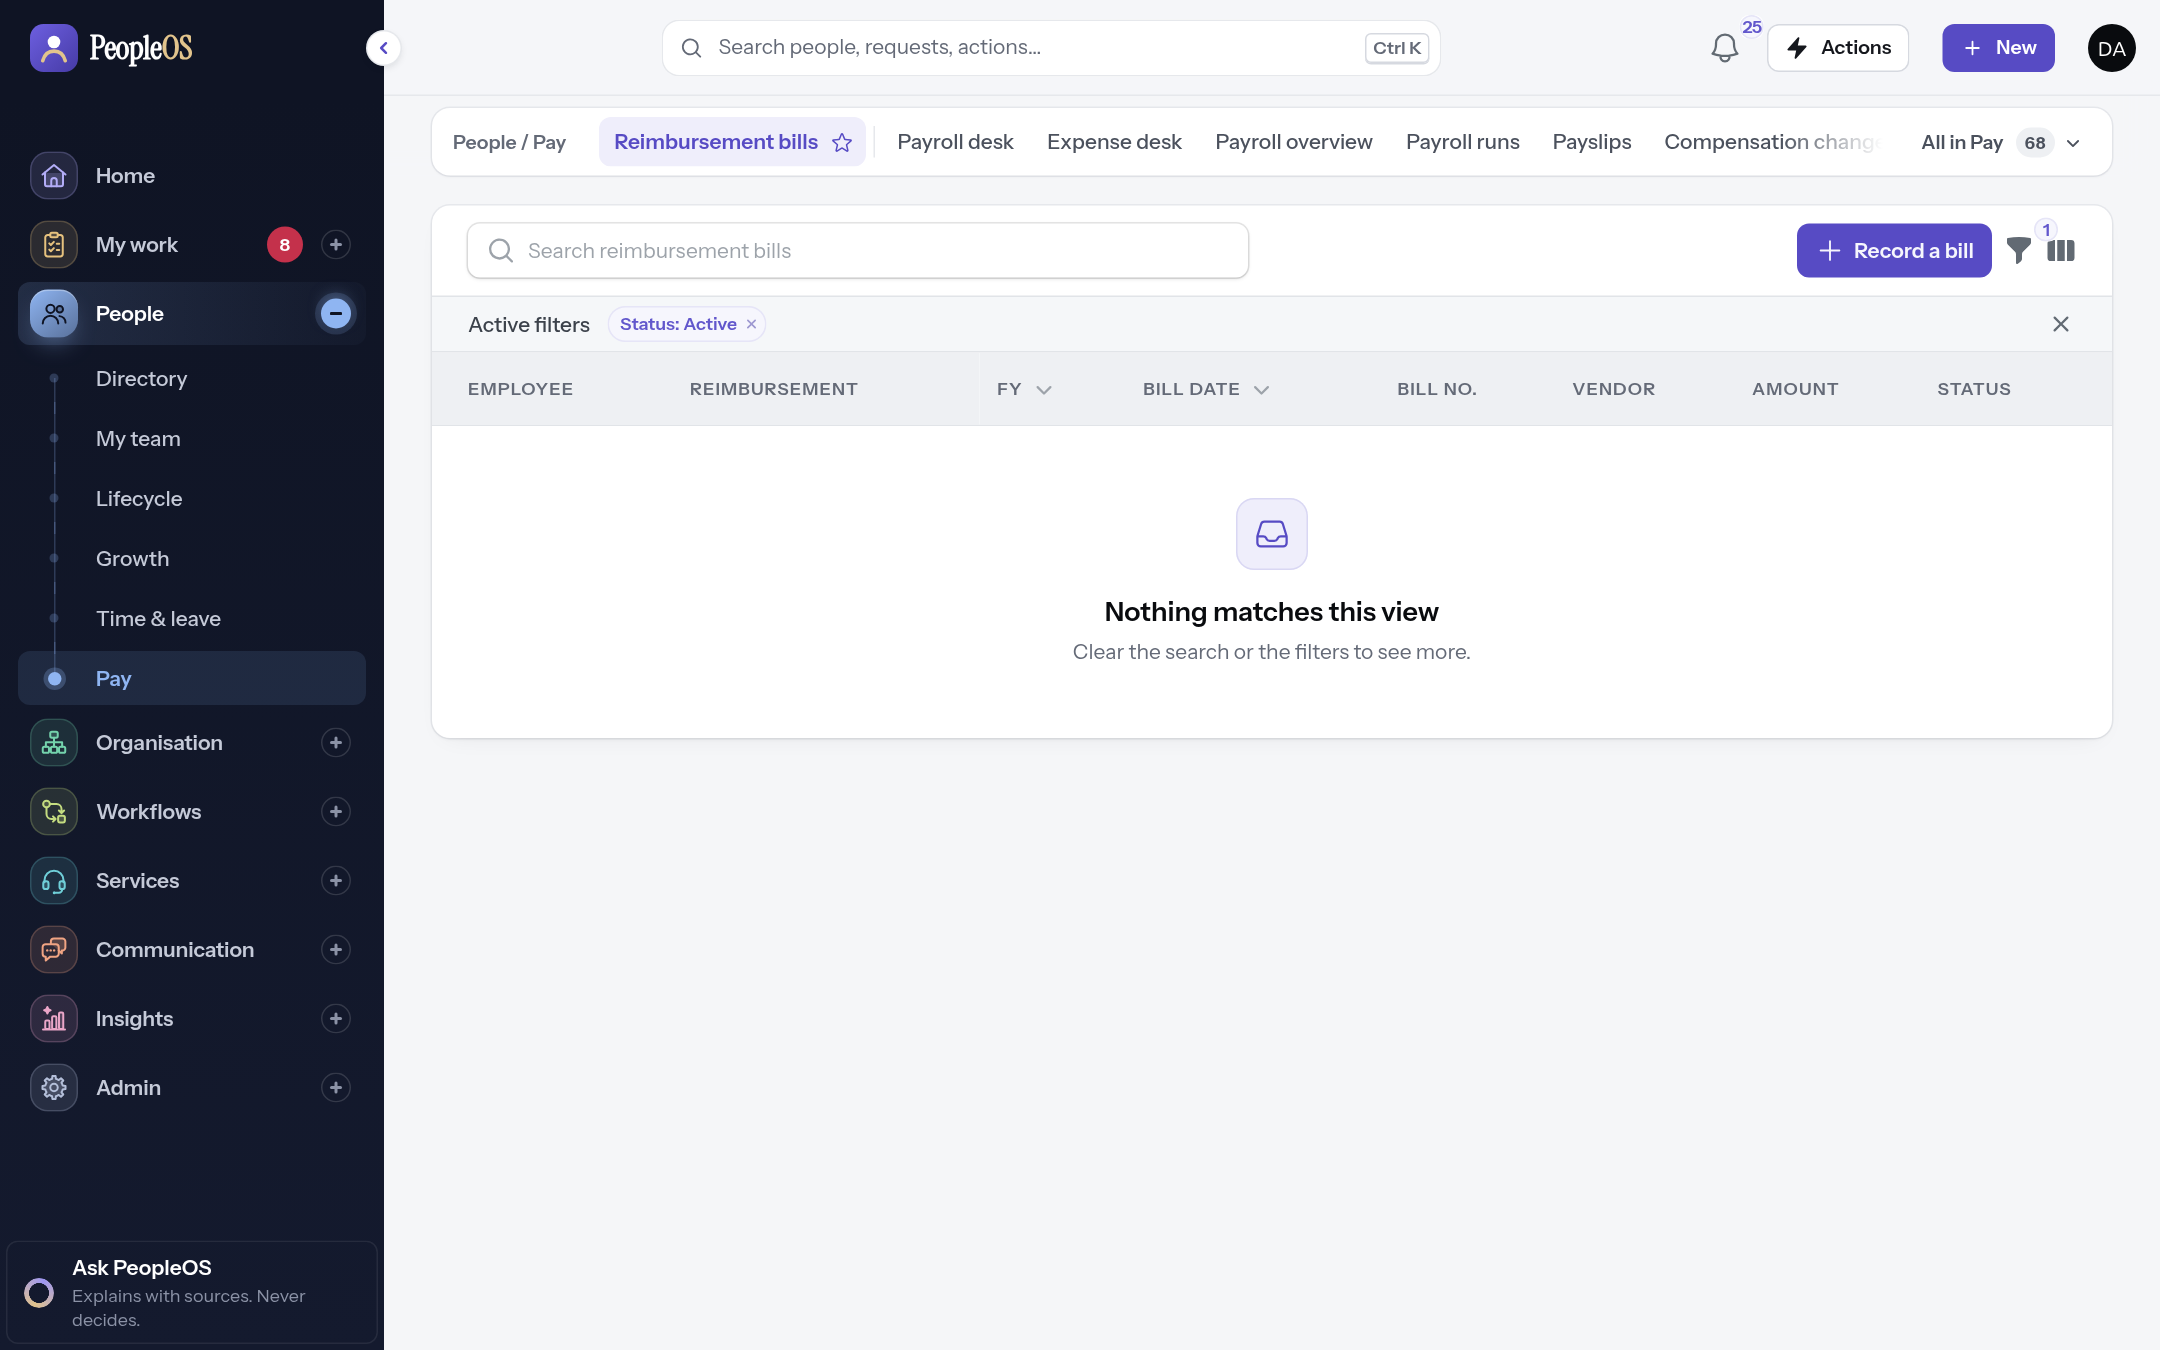 PeopleOS
Search people, requests, actions...
Ctrl K
25
Actions
New
DA
People / Pay
Reimbursement bills
Payroll desk
Expense desk
Payroll overview
Payroll runs
Payslips
Compensation chang
All in Pay
68
Home
My work
8
People
Directory
My team
Lifecycle
Growth
Time & leave
Pay
Organisation
Workflows
Services
Communication
Insights
Admin
Ask PeopleOS
Explains with sources. Never
decides.
Search reimbursement bills
Record a bill
1
Active filters
Status: Active
EMPLOYEE
REIMBURSEMENT
FY
BILL DATE
BILL NO.
VENDOR
AMOUNT
STATUS
Nothing matches this view
Clear the search or the filters to see more.